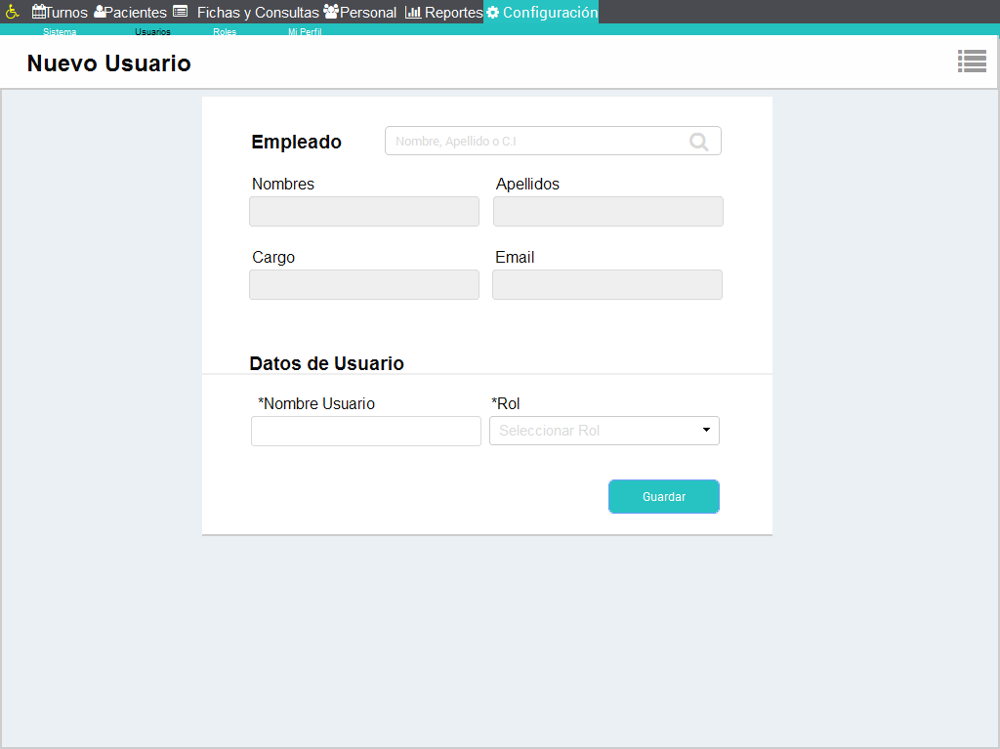 Turnos Pacientes Fichas y Consultas Personal Reportes Configuración
Sistema Usuarios Roles Mi Perfil
Nuevo Usuario
Empleado Nombre, Apellido o C.I
Nombres Apellidos
Cargo Email
Datos de Usuario
*Nombre Usuario *Rol
Seleccionar Rol
Guardar